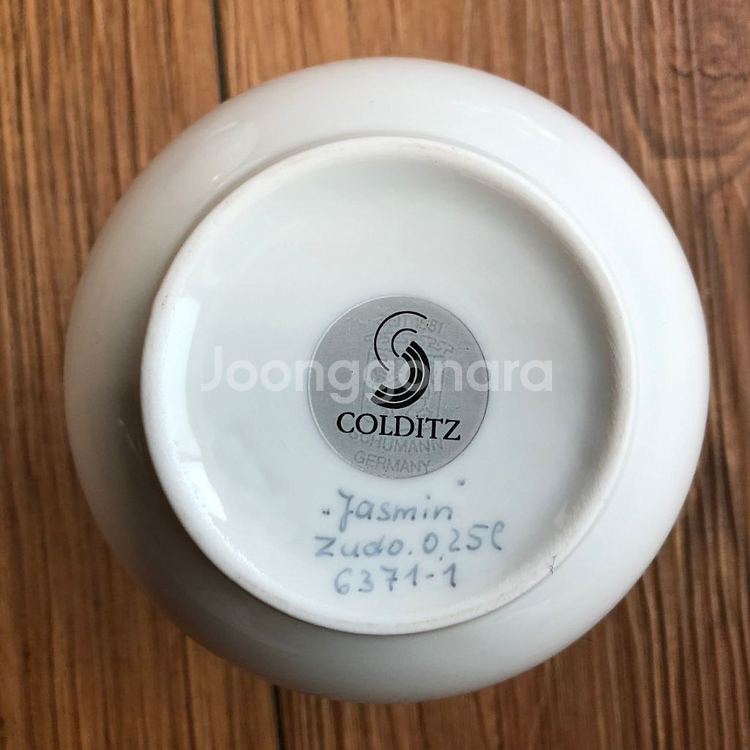 Joonggonara
COLDITZ
SCHUMANN
GERMANY
„Jasmin"
Zudo. 0,25l
6371-1